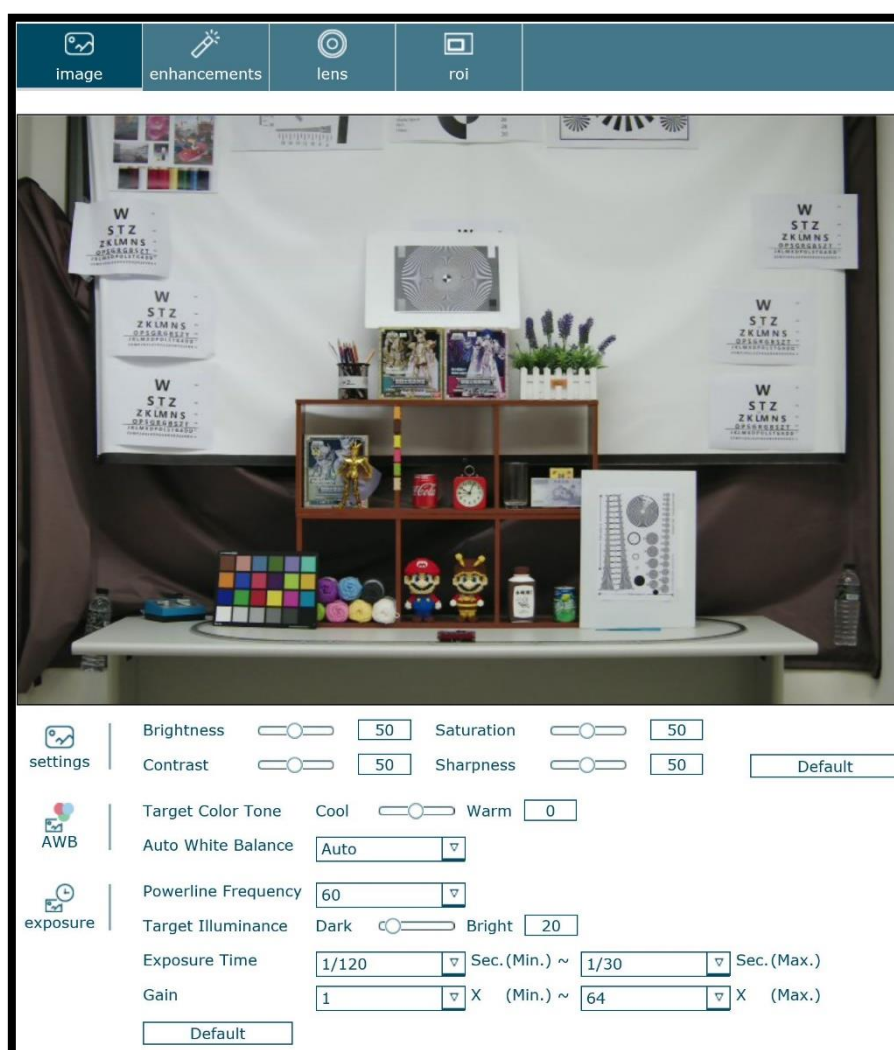 image
enhancements
lens
roi
W
STZ
ZKLMNS
W
STZ
ZKLMNS
W
STZ
ZKLMNS
W
STZ
ZKLMNS
W
STZ
ZKLMNS
W
STZ
ZKLMNS
Coca-Cola
settings
Brightness 50 Saturation 50
Contrast 50 Sharpness 50 Default
AWB
Target Color Tone Cool Warm 0
Auto White Balance Auto
exposure
Powerline Frequency 60
Target Illuminance Dark Bright 20
Exposure Time 1/120 Sec.(Min.) ~ 1/30 Sec.(Max.)
Gain 1 X (Min.) ~ 64 X (Max.)
Default